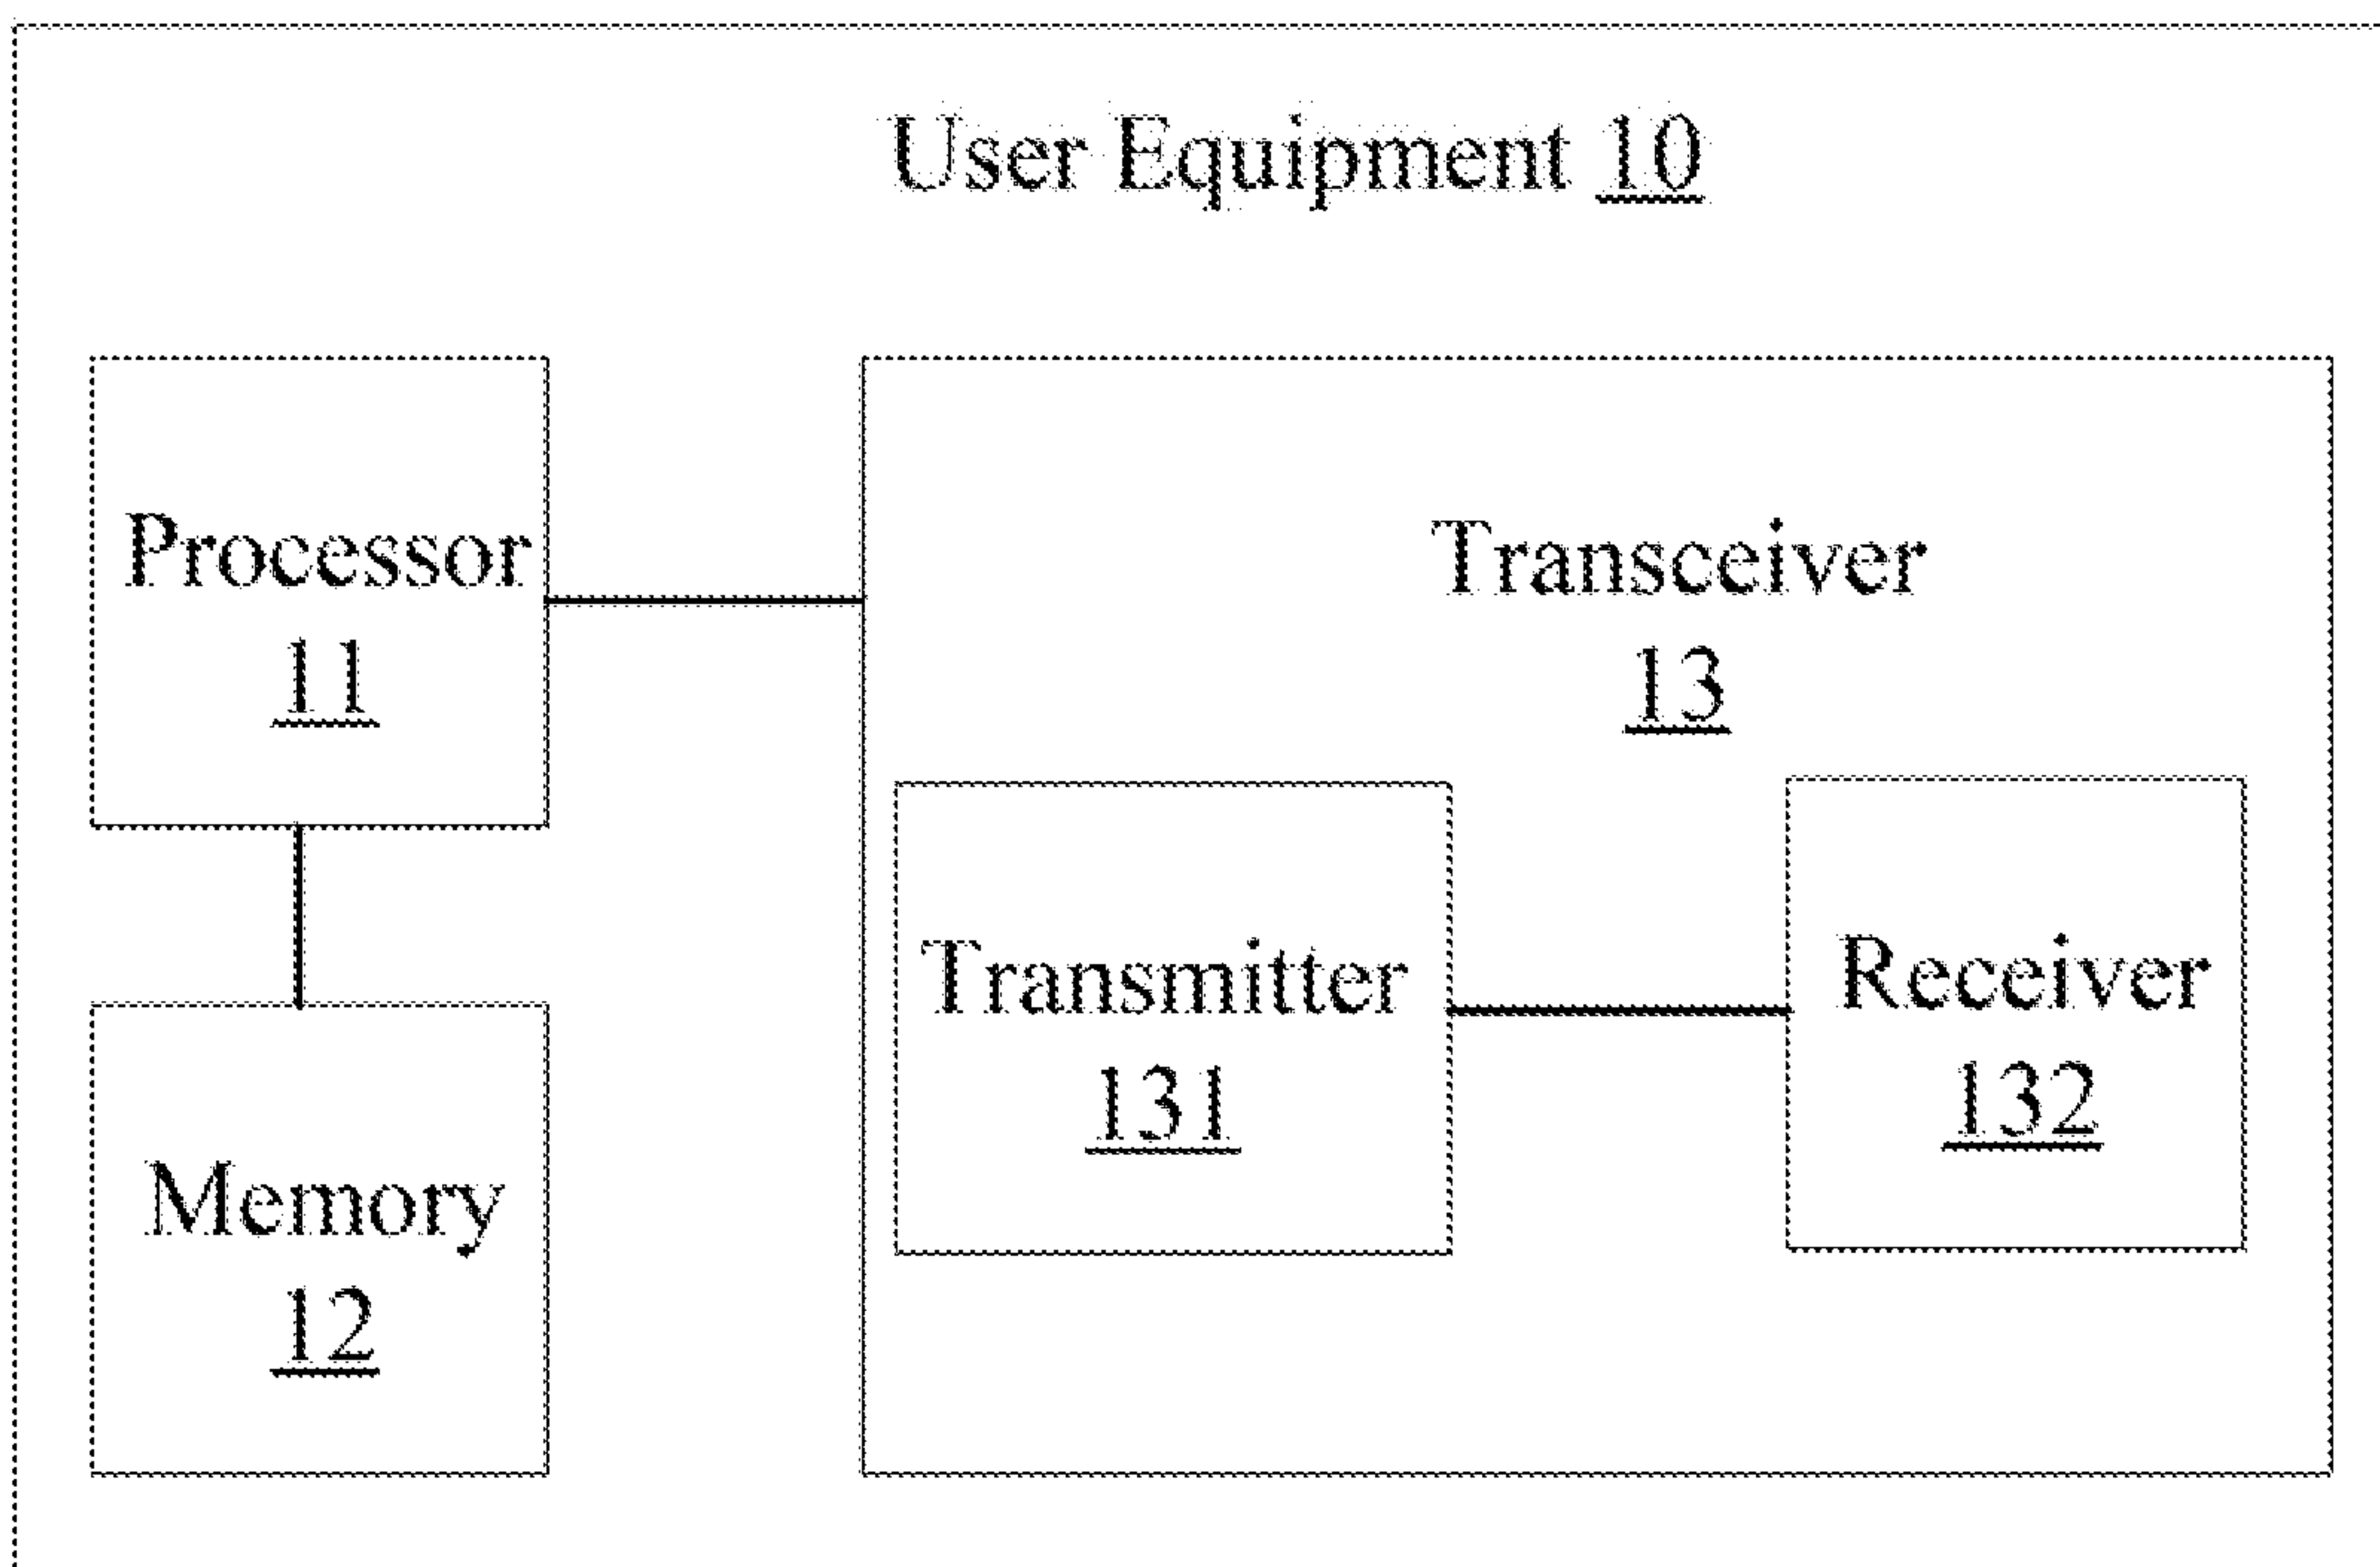 User Equipment 10
Processor
11
Transceiver
13
Transmitter
131
Receiver
132
Memory
12